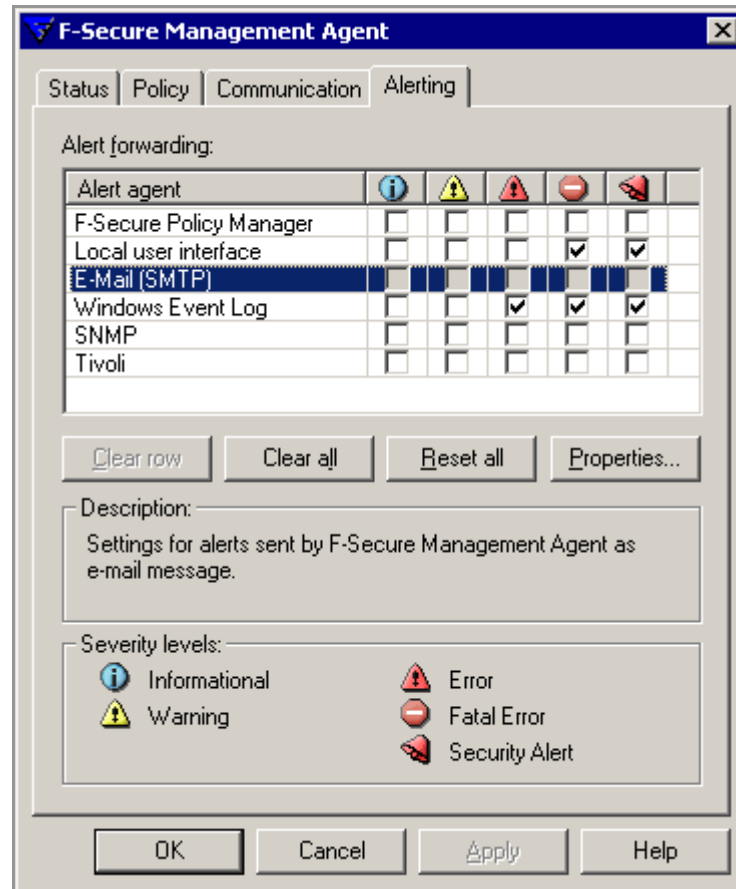 F-Secure Management Agent
Status Policy Communication Alerting
Alert forwarding:
Alert agent
F-Secure Policy Manager
Local user interface
E-Mail (SMTP)
Windows Event Log
SNMP
Tivoli
Clear row Clear all Reset all Properties...
Description:
Settings for alerts sent by F-Secure Management Agent as
e-mail message.
Severity levels:
Informational Error
Warning Fatal Error
Security Alert
OK Cancel Apply Help